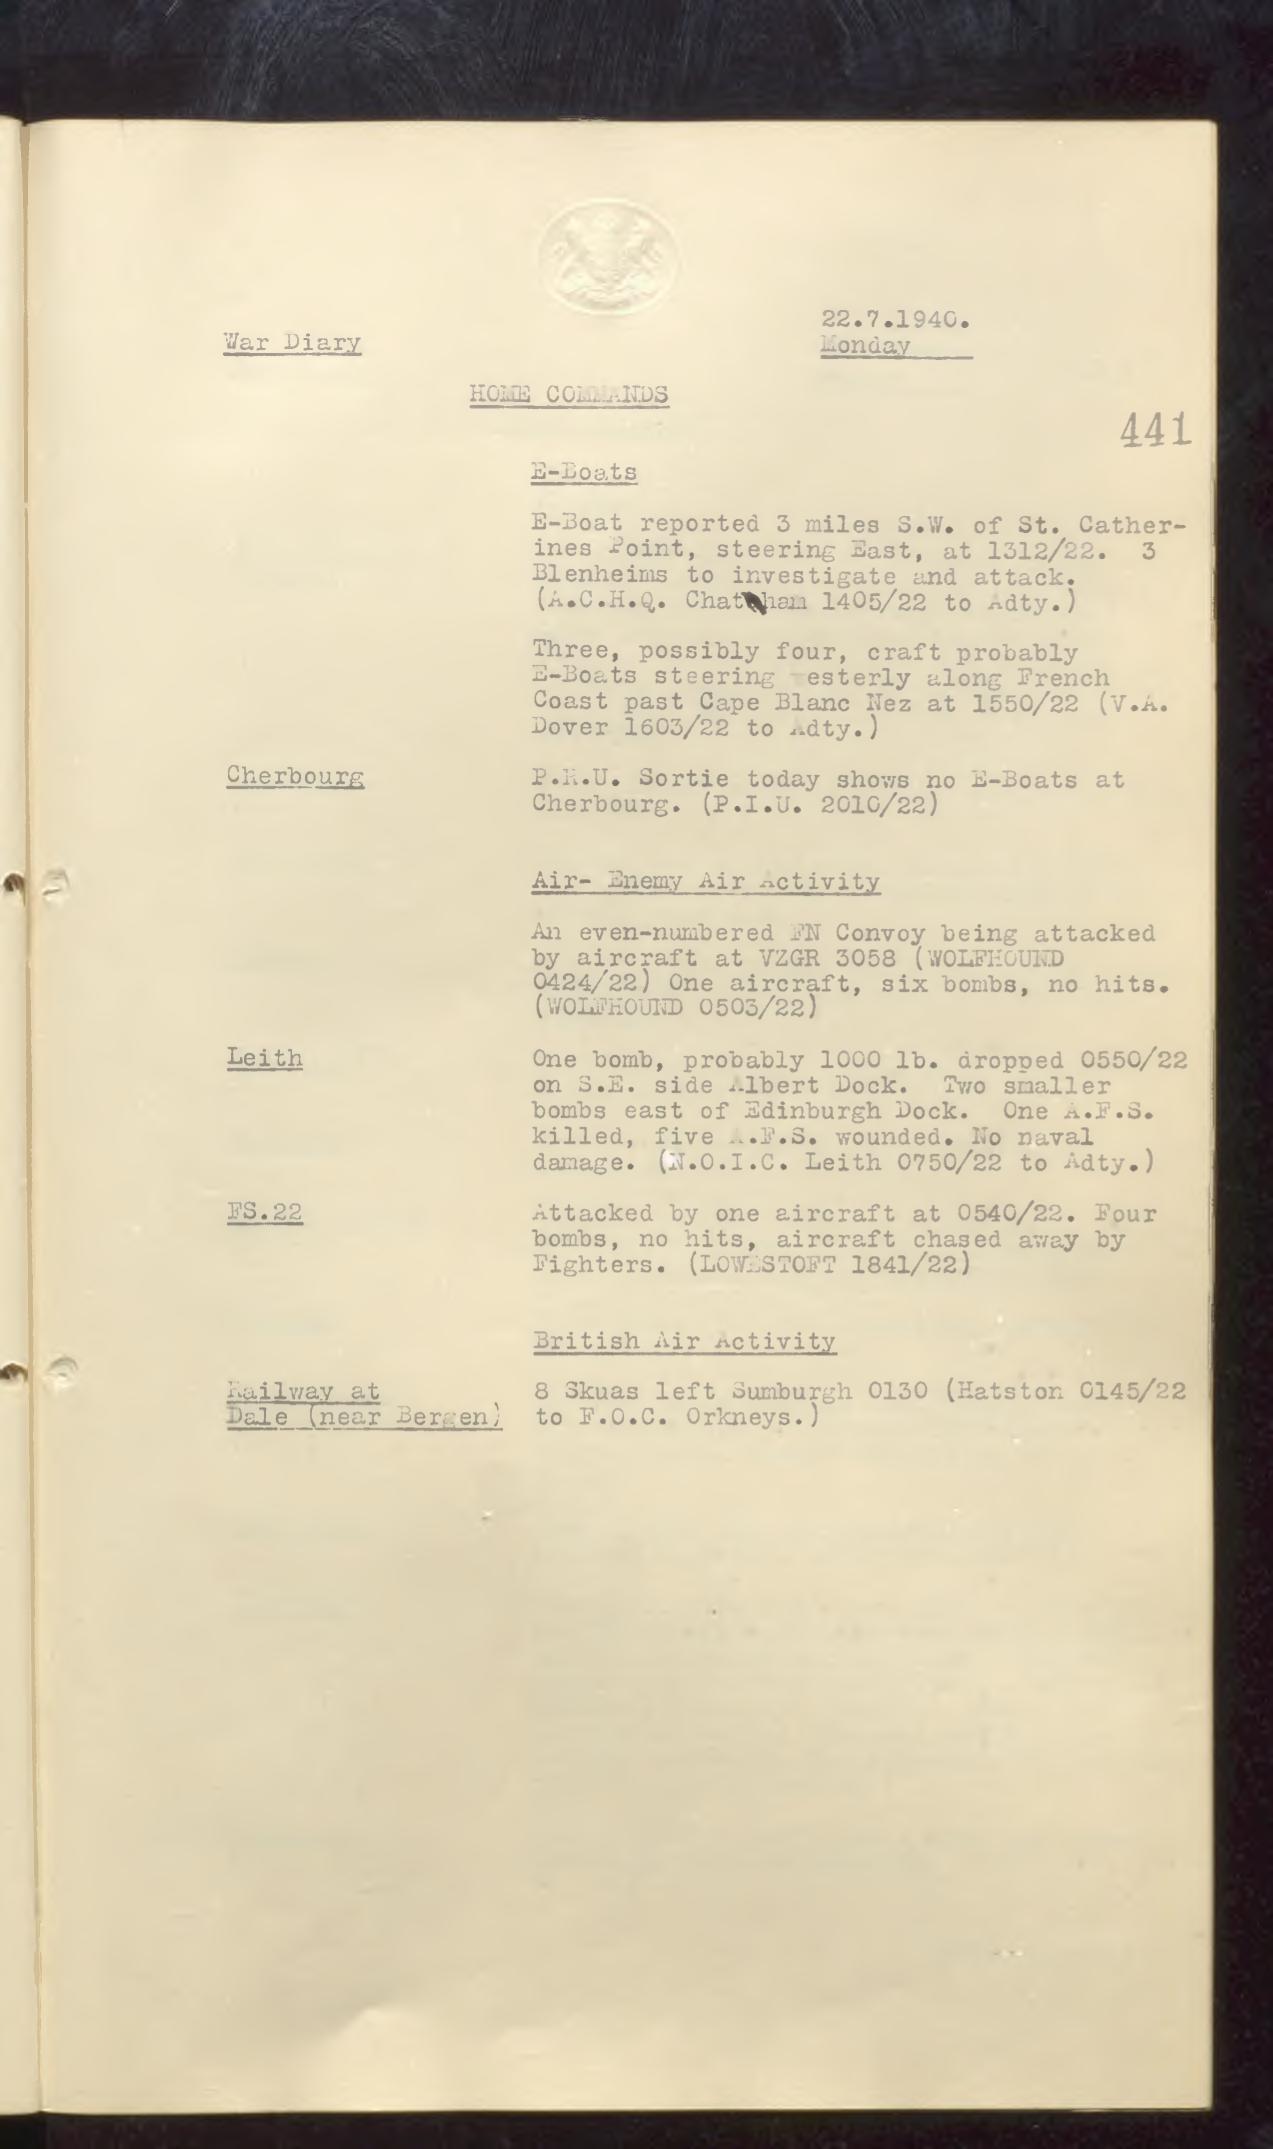 22.7.1940.
War Diary
Monday
HOME COMMANDS
441
E-Boats
E-Boat reported 3 miles S.W. of St. Cather-
ines Point, steering East, at 1312/22. 3
Blenheims to investigate and attack.
(A.C.H.Q. Chatham 1405/22 to Adty.)
Three, possibly four, craft probably
E-Boats steering esterly along French
Coast past Cape Blanc Nez at 1550/22 (V.A.
Dover 1603/22 to Adty.)
Cherbourg
P.R.U. Sortie today shows no E-Boats at
Cherbourg. (P.I.U. 2010/22)
Air- Enemy Air Activity
An even-numbered FN Convoy being attacked
by aircraft at VZGR 3058 (WOLFHOUND
0424/22) One aircraft, six bombs, no hits.
(WOLFHOUND 0503/22)
Leith
One bomb, probably 1000 lb. dropped 0550/22
on S.E. side Albert Dock. Two smaller
bombs east of Edinburgh Dock. One A.F.S.
killed, five A.F.S. wounded. No naval
damage. (N.O.I.C. Leith 0750/22 to Adty.)
FS.22
Attacked by one aircraft at 0540/22. Four
bombs, no hits, aircraft chased away by
Fighters. (LOWESTOFT 1841/22)
British Air Activity
Railway at
Dale (near Bergen)
8 Skuas left Sumburgh 0130 (Hatston 0145/22
to F.O.C. Orkneys.)